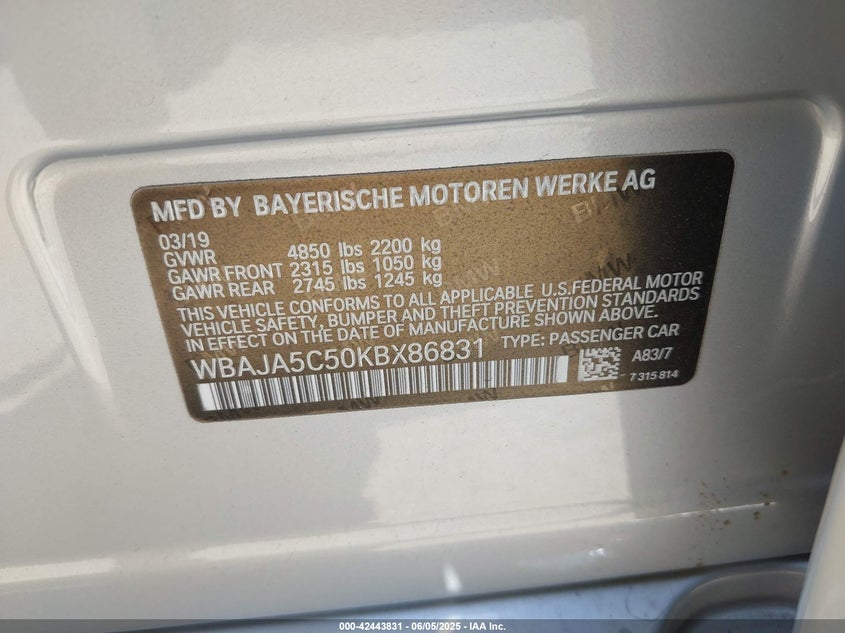 MFD BY BAYERISCHE MOTOREN WERKE AG
03/19
GVWR 4850 lbs 2200 kg
GAWR FRONT 2315 lbs 1050 kg
GAWR REAR 2745 lbs 1245 kg
THIS VEHICLE CONFORMS TO ALL APPLICABLE U.S.FEDERAL MOTOR
VEHICLE SAFETY, BUMPER AND THEFT PREVENTION STANDARDS
IN EFFECT ON THE DATE OF MANUFACTURE SHOWN ABOVE.
WBAJA5C50KBX86831 TYPE: PASSENGER CAR
A83/7
7 315 814
000-42443831 - 06/05/2025 - IAA Inc.